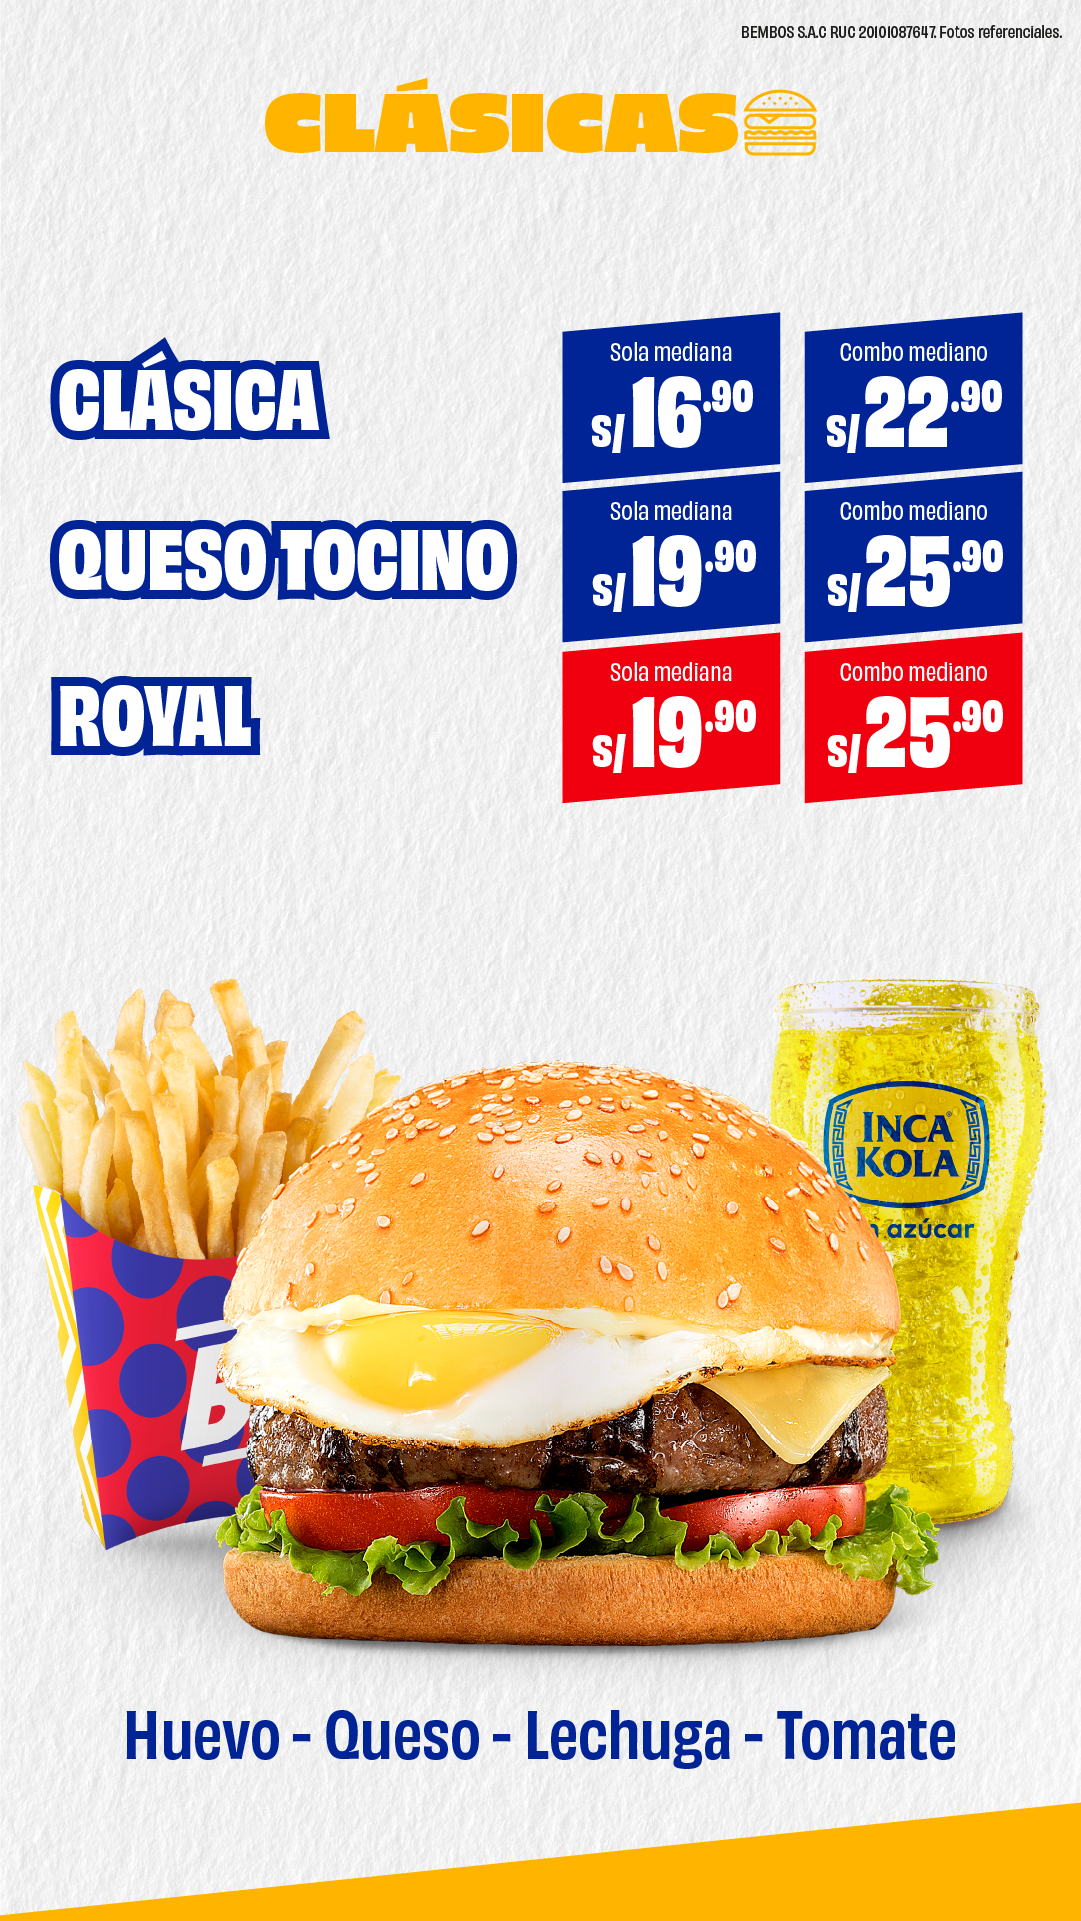 BEMBOS S.A.C RUC 20101087647. Fotos referenciales.
CLÁSICAS
CLÁSICA
Sola mediana
S/16.90
Combo mediano
S/22.90
QUESO TOCINO
Sola mediana
S/19.90
Combo mediano
S/25.90
ROYAL
Sola mediana
S/19.90
Combo mediano
S/25.90
INCA
KOLA
azúcar
B
Huevo - Queso - Lechuga - Tomate